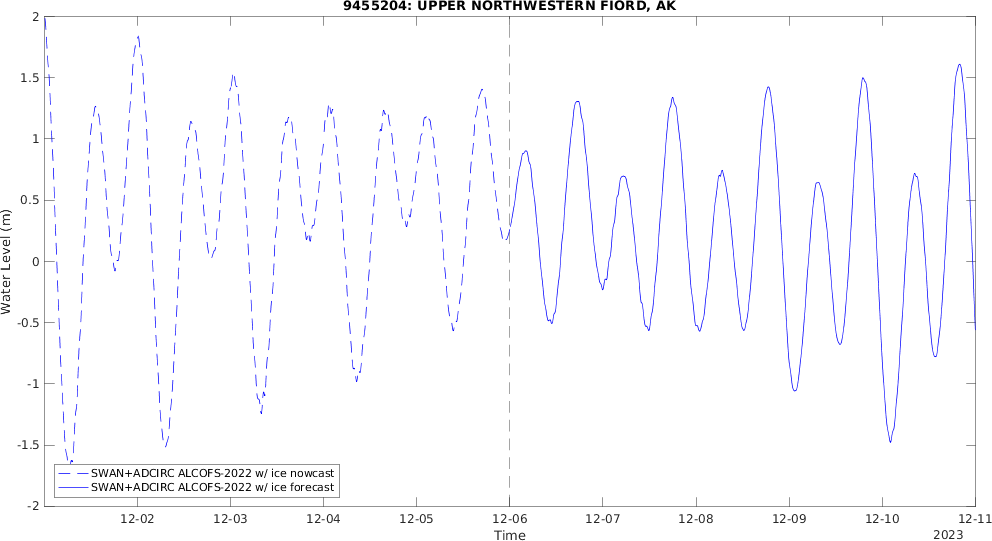 9455204: UPPER NORTHWESTERN FIORD, AK
2
1.5
1
0.5
0
-0.5
-1
-1.5
-2
Water Level (m)
SWAN+ADCIRC ALCOFS-2022 w/ ice nowcast
SWAN+ADCIRC ALCOFS-2022 w/ ice forecast
12-02 12-03 12-04 12-05 12-06 12-07 12-08 12-09 12-10 12-11
Time
2023